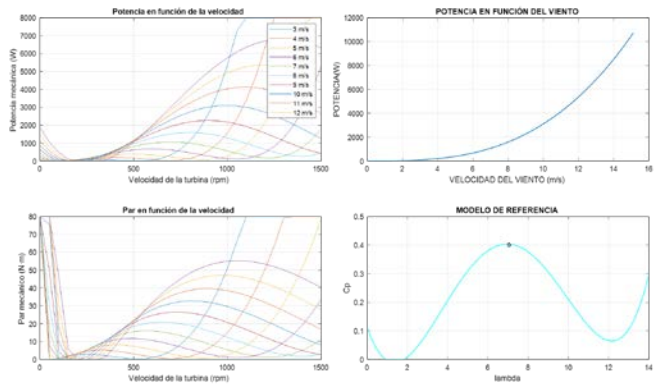 Potencia en función de la velocidad
Potencia mecánica (W)
8000
7000
6000
5000
4000
3000
2000
1000
0
0
500
1000
1500
Velocidad de la turbina (rpm)
3 m/s
4 m/s
5 m/s
6 m/s
7 m/s
8 m/s
9 m/s
10 m/s
11 m/s
12 m/s
POTENCIA EN FUNCIÓN DEL VIENTO
POTENCIA(W)
12000
10000
8000
6000
4000
2000
0
0
2
4
6
8
10
12
14
16
VELOCIDAD DEL VIENTO (m/s)
Par en función de la velocidad
Par mecánico (N·m)
80
70
60
50
40
30
20
10
0
0
500
1000
1500
Velocidad de la turbina (rpm)
MODELO DE REFERENCIA
Cp
0.5
0.4
0.3
0.2
0.1
0
0
2
4
6
8
10
12
14
lambda